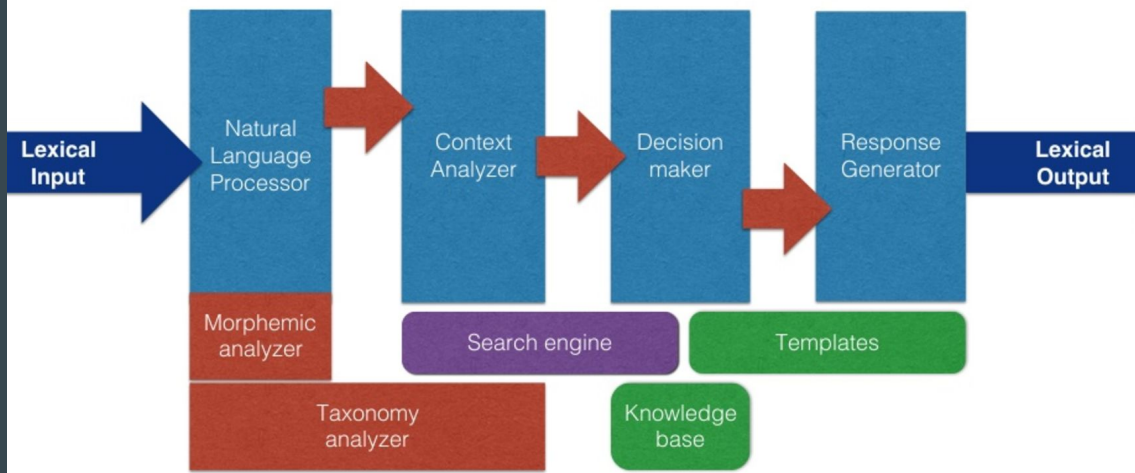 Lexical
Input
Natural
Language
Processor
Context
Analyzer
Decision
maker
Response
Generator
Lexical
Output
Morphemic
analyzer
Search engine
Templates
Taxonomy
analyzer
Knowledge
base